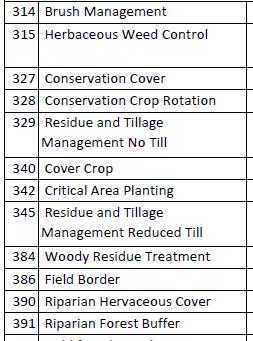 314 Brush Management
315 Herbaceous Weed Control
327 Conservation Cover
328 Conservation Crop Rotation
329 Residue and Tillage
Management No Till
340 Cover Crop
342 Critical Area Planting
345 Residue and Tillage
Management Reduced Till
384 Woody Residue Treatment
386 Field Border
390 Riparian Hervaceous Cover
391 Riparian Forest Buffer